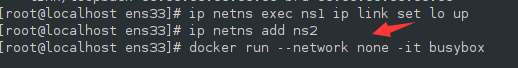 [root@localhost ens33]# ip netns exec ns1 ip link set lo up
[root@localhost ens33]# ip netns add ns2
[root@localhost ens33]# docker run --network none -it busybox